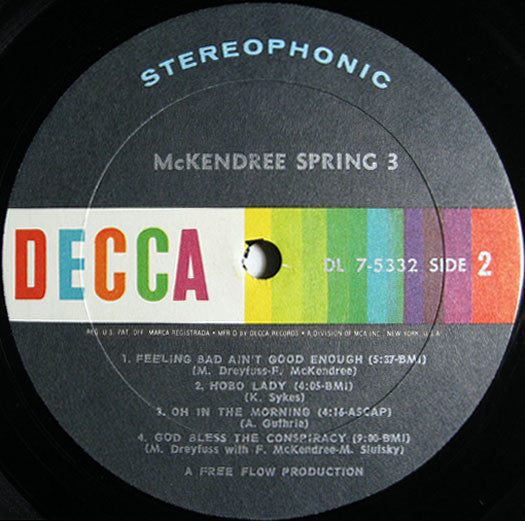 STEREOPHONIC
McKENDREE SPRING 3
DECCA
DL 7-5332 SIDE 2
REG. U.S. PAT. OFF. MARCA REGISTRADA • MFR'D BY DECCA RECORDS • A DIVISION OF MCA INC., NEW YORK, U.S.A.
1. FEELING BAD AIN'T GOOD ENOUGH (5:37-BMI)
(M. Dreyfuss-F. McKendree)
2. HOBO LADY (4:05-BMI)
(K. Sykes)
3. OH IN THE MORNING (4:16-ASCAP)
(A. Guthrie)
4. GOD BLESS THE CONSPIRACY (9:00-BMI)
(M. Dreyfuss with F. McKendree-M. Slutsky)
A FREE FLOW PRODUCTION